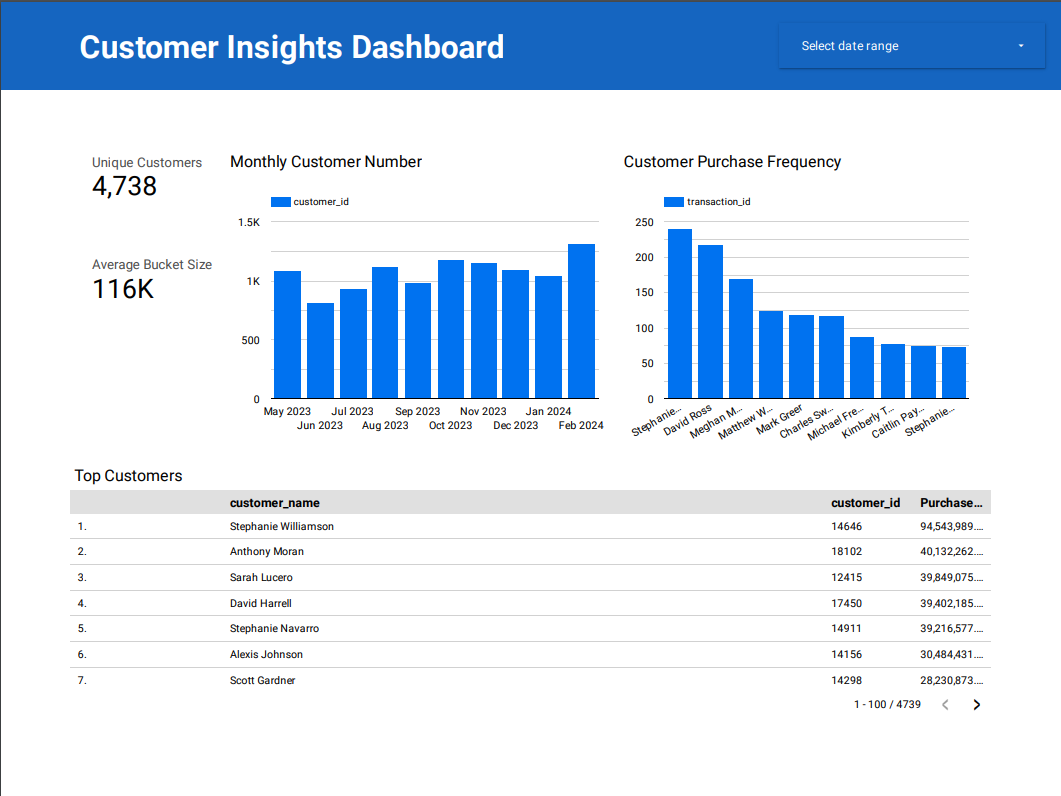 Customer Insights Dashboard
Select date range
Unique Customers
4,738
Average Bucket Size
116K
Monthly Customer Number
customer_id
1.5K
1K
500
0
May 2023
Jun 2023
Jul 2023
Aug 2023
Sep 2023
Oct 2023
Nov 2023
Dec 2023
Jan 2024
Feb 2024
Customer Purchase Frequency
transaction_id
250
200
150
100
50
0
Stephanie...
David Ross
Meghan M...
Matthew W...
Mark Greer
Charles Sw...
Michael Fre...
Kimberly T...
Caitlin Pay...
Stephanie...
Top Customers
customer_name customer_id Purchase...
1. Stephanie Williamson 14646 94,543,989....
2. Anthony Moran 18102 40,132,262....
3. Sarah Lucero 12415 39,849,075....
4. David Harrell 17450 39,402,185....
5. Stephanie Navarro 14911 39,216,577....
6. Alexis Johnson 14156 30,484,431....
7. Scott Gardner 14298 28,230,873....
1 - 100 / 4739